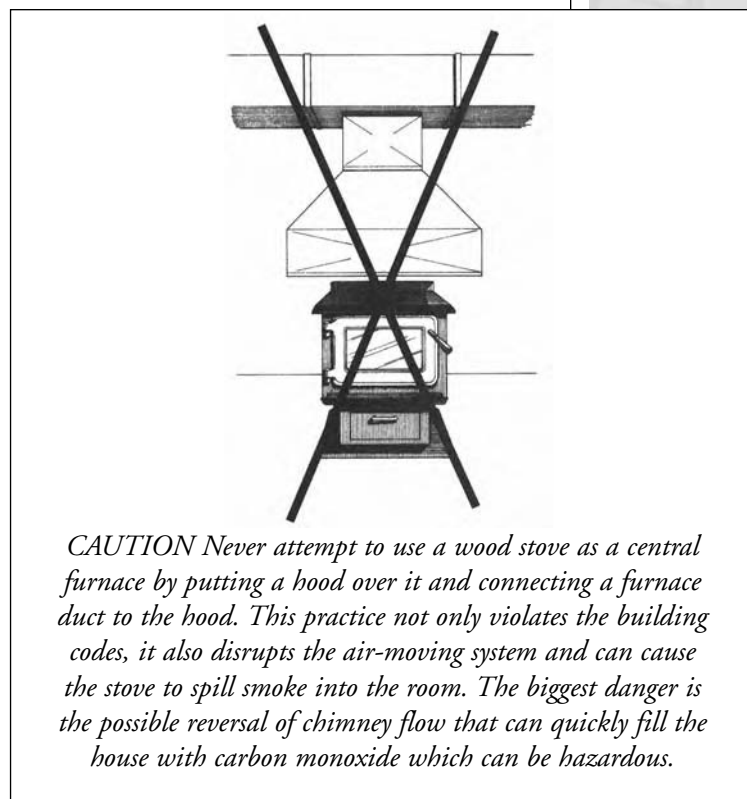 CAUTION Never attempt to use a wood stove as a central
furnace by putting a hood over it and connecting a furnace
duct to the hood. This practice not only violates the building
codes, it also disrupts the air-moving system and can cause
the stove to spill smoke into the room. The biggest danger is
the possible reversal of chimney flow that can quickly fill the
house with carbon monoxide which can be hazardous.